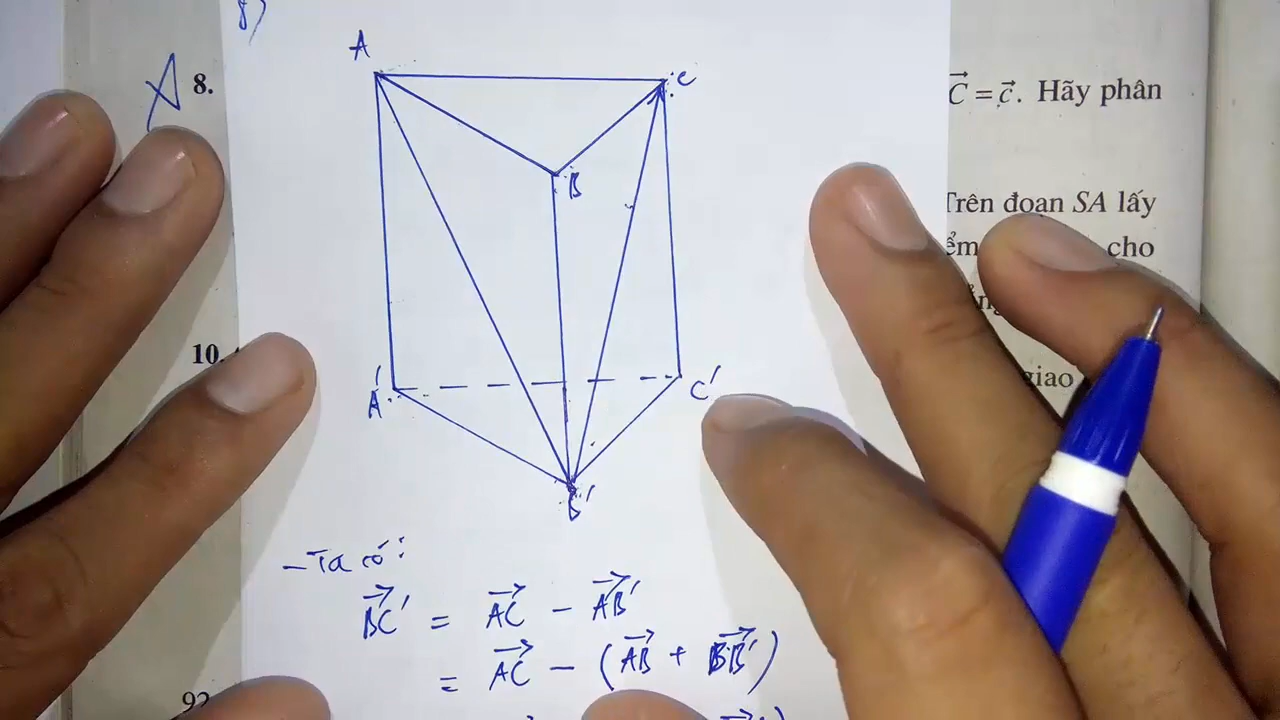 8)
8.
A
C
B
C⃗ = c⃗. Hãy phân
Trên đoạn SA lấy
cho
10.
A'
C'
giao
B'
- Ta có:
BC'⃗ = AC⃗ - AB'⃗
= AC⃗ - (AB⃗ + BB'⃗)
92